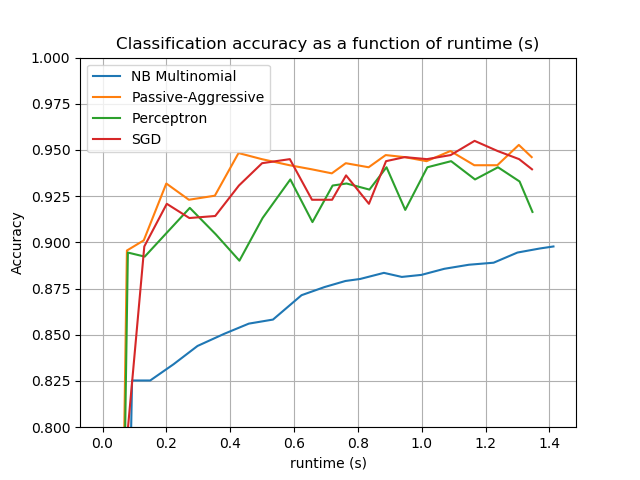 Classification accuracy as a function of runtime (s)
1.000
0.975
0.950
0.925
0.900
0.875
0.850
0.825
0.800
Accuracy
NB Multinomial
Passive-Aggressive
Perceptron
SGD
0.0 0.2 0.4 0.6 0.8 1.0 1.2 1.4
runtime (s)